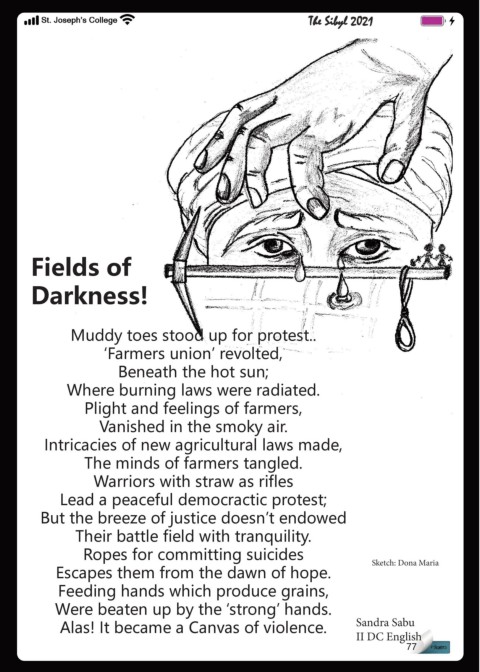 St. Joseph's College
The Sibyl 2021
Fields of
Darkness!
Muddy toes stood up for protest..
'Farmers union' revolted,
Beneath the hot sun;
Where burning laws were radiated.
Plight and feelings of farmers,
Vanished in the smoky air.
Intricacies of new agricultural laws made,
The minds of farmers tangled.
Warriors with straw as rifles
Lead a peaceful democractic protest;
But the breeze of justice doesn't endowed
Their battle field with tranquility.
Ropes for committing suicides
Escapes them from the dawn of hope.
Feeding hands which produce grains,
Were beaten up by the 'strong' hands.
Alas! It became a Canvas of violence.
Sketch: Dona Maria
Sandra Sabu
II DC English
77